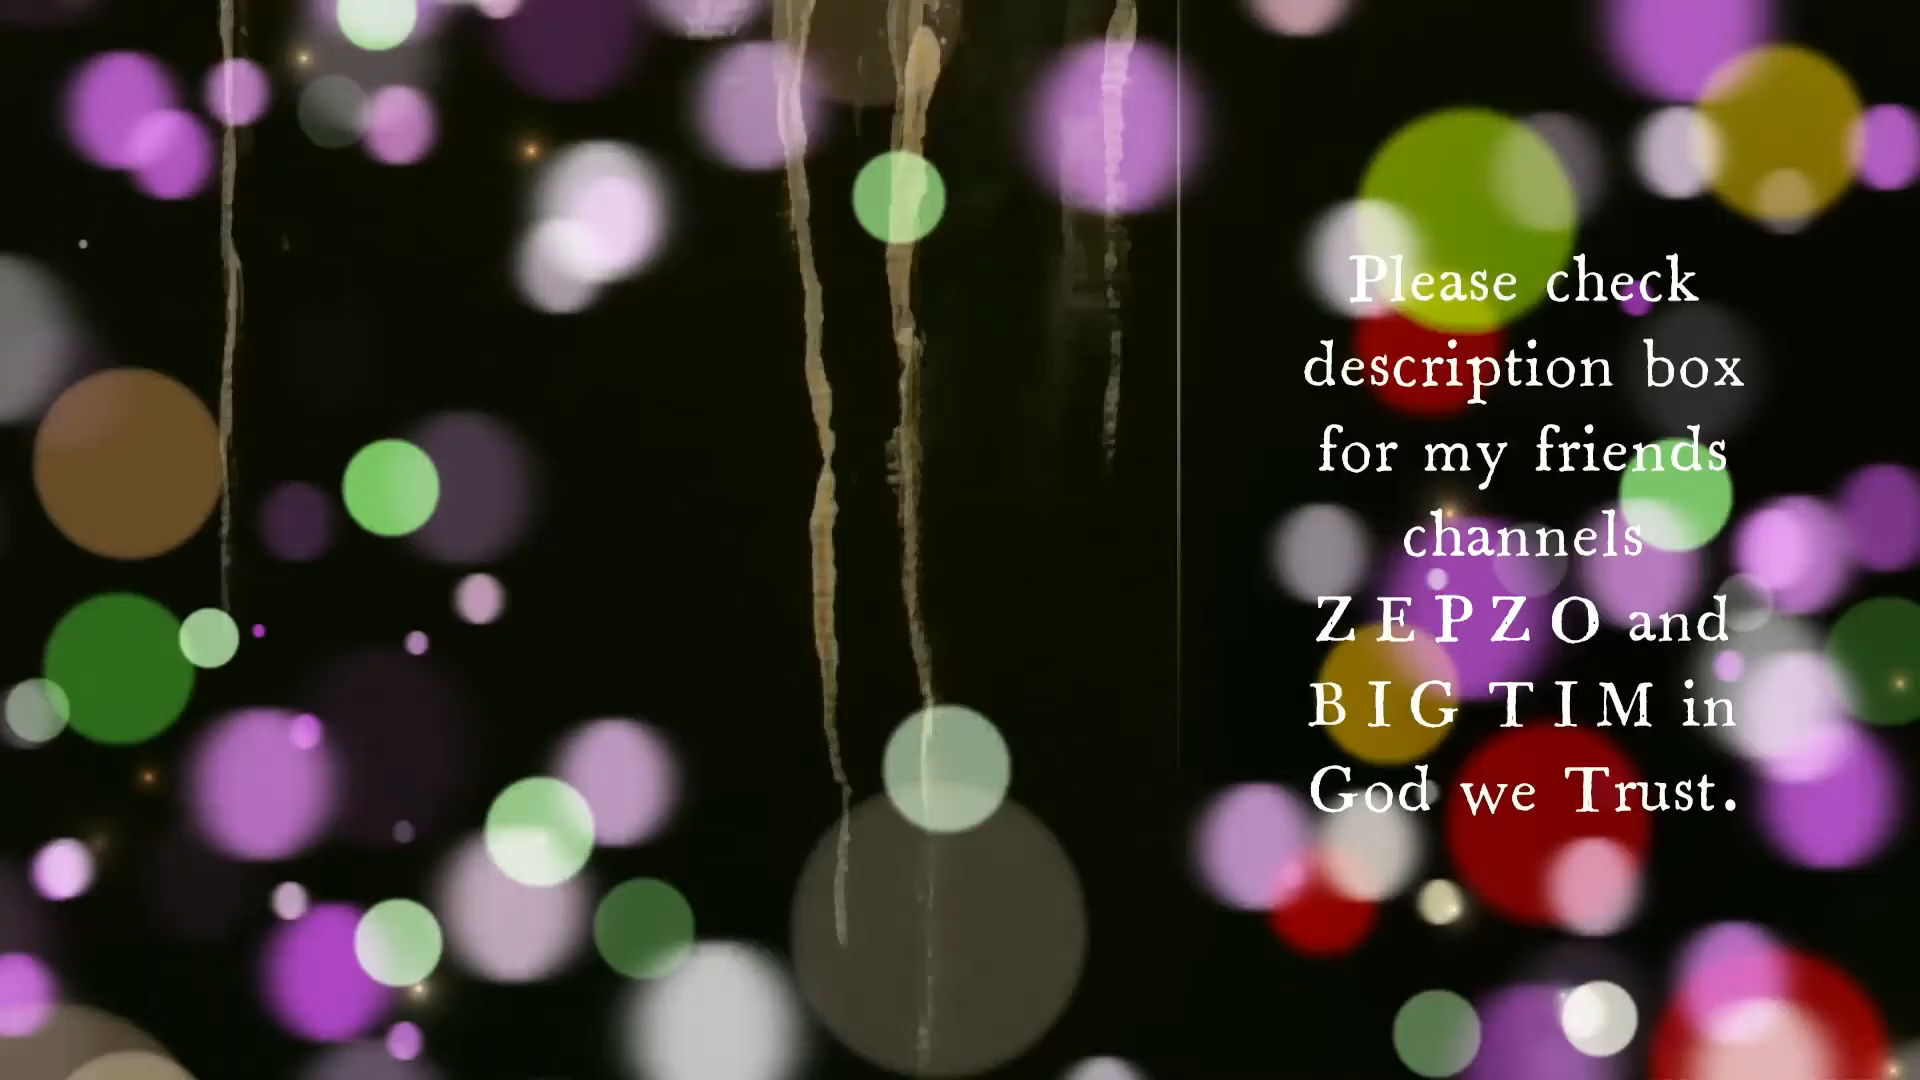 Please check
description box
for my friends
channels
Z E P Z O and
B I G T I M in
God we Trust.